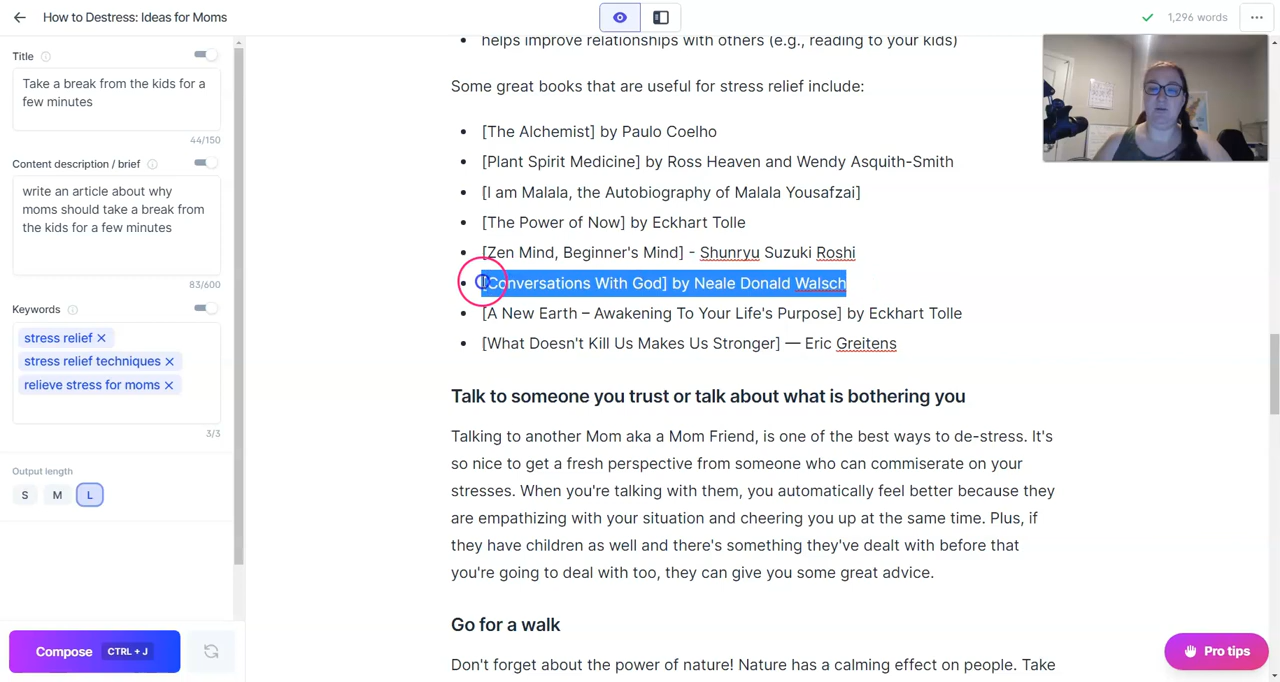 How to Destress: Ideas for Moms
1,296 words
Title
Take a break from the kids for a
few minutes
44/150
Content description / brief
write an article about why
moms should take a break from
the kids for a few minutes
83/600
Keywords
stress relief
stress relief techniques
relieve stress for moms
3/3
Output length
S M L
Compose CTRL + J
helps improve relationships with others (e.g., reading to your kids)
Some great books that are useful for stress relief include:
[The Alchemist] by Paulo Coelho
[Plant Spirit Medicine] by Ross Heaven and Wendy Asquith-Smith
[I am Malala, the Autobiography of Malala Yousafzai]
[The Power of Now] by Eckhart Tolle
[Zen Mind, Beginner's Mind] - Shunryu Suzuki Roshi
[Conversations With God] by Neale Donald Walsch
[A New Earth – Awakening To Your Life's Purpose] by Eckhart Tolle
[What Doesn't Kill Us Makes Us Stronger] — Eric Greitens
Talk to someone you trust or talk about what is bothering you
Talking to another Mom aka a Mom Friend, is one of the best ways to de-stress. It's
so nice to get a fresh perspective from someone who can commiserate on your
stresses. When you're talking with them, you automatically feel better because they
are empathizing with your situation and cheering you up at the same time. Plus, if
they have children as well and there's something they've dealt with before that
you're going to deal with too, they can give you some great advice.
Go for a walk
Don't forget about the power of nature! Nature has a calming effect on people. Take
Pro tips